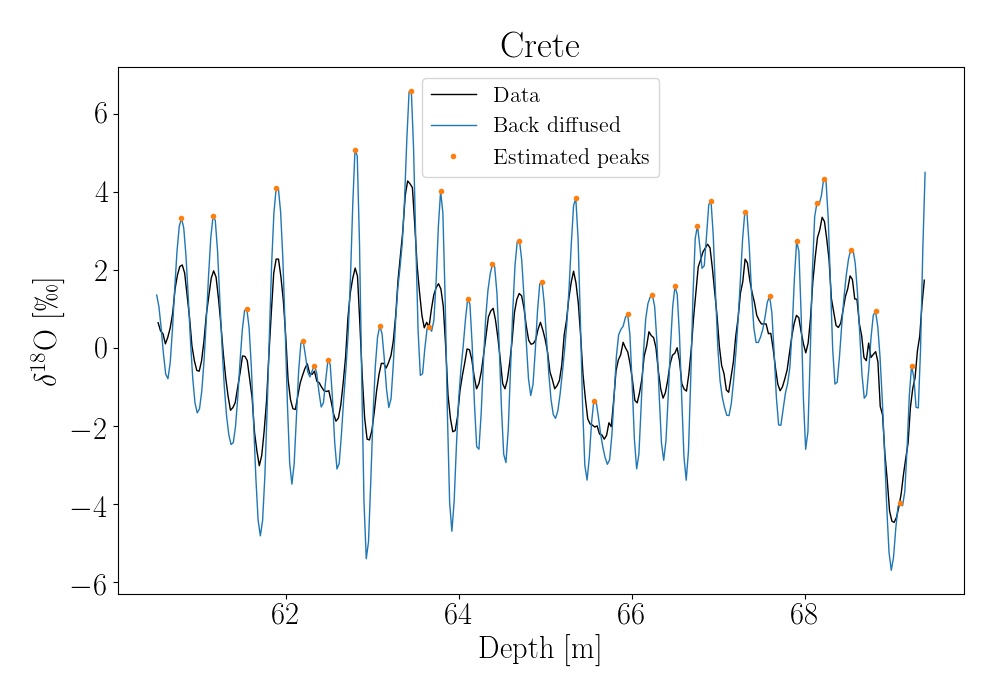 Crete
Data
Back diffused
Estimated peaks
δ¹⁸O [‰]
6
4
2
0
−2
−4
−6
62
64
66
68
Depth [m]